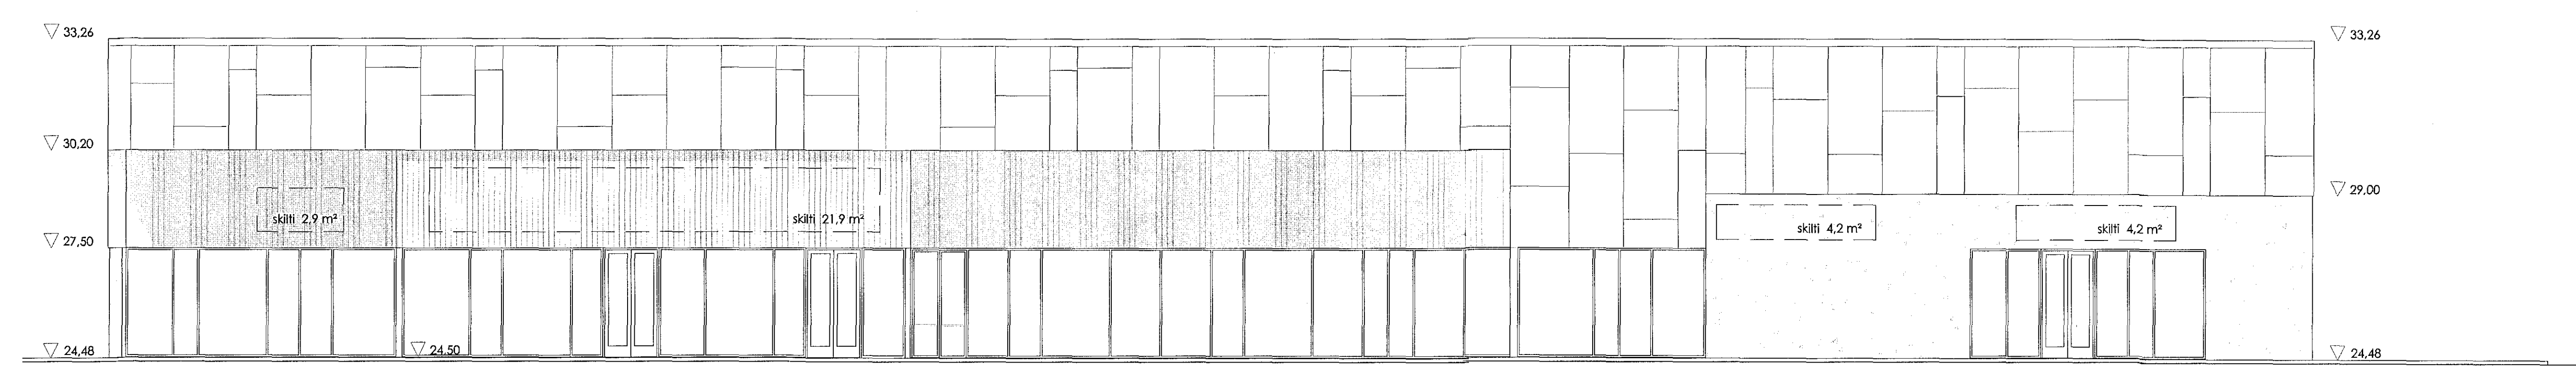 33,26
33,26
30,20
29,00
skilti 2,9 m²
skilti 21,9 m²
skilti 4,2 m²
skilti 4,2 m²
27,50
24,48
24.50
24,48